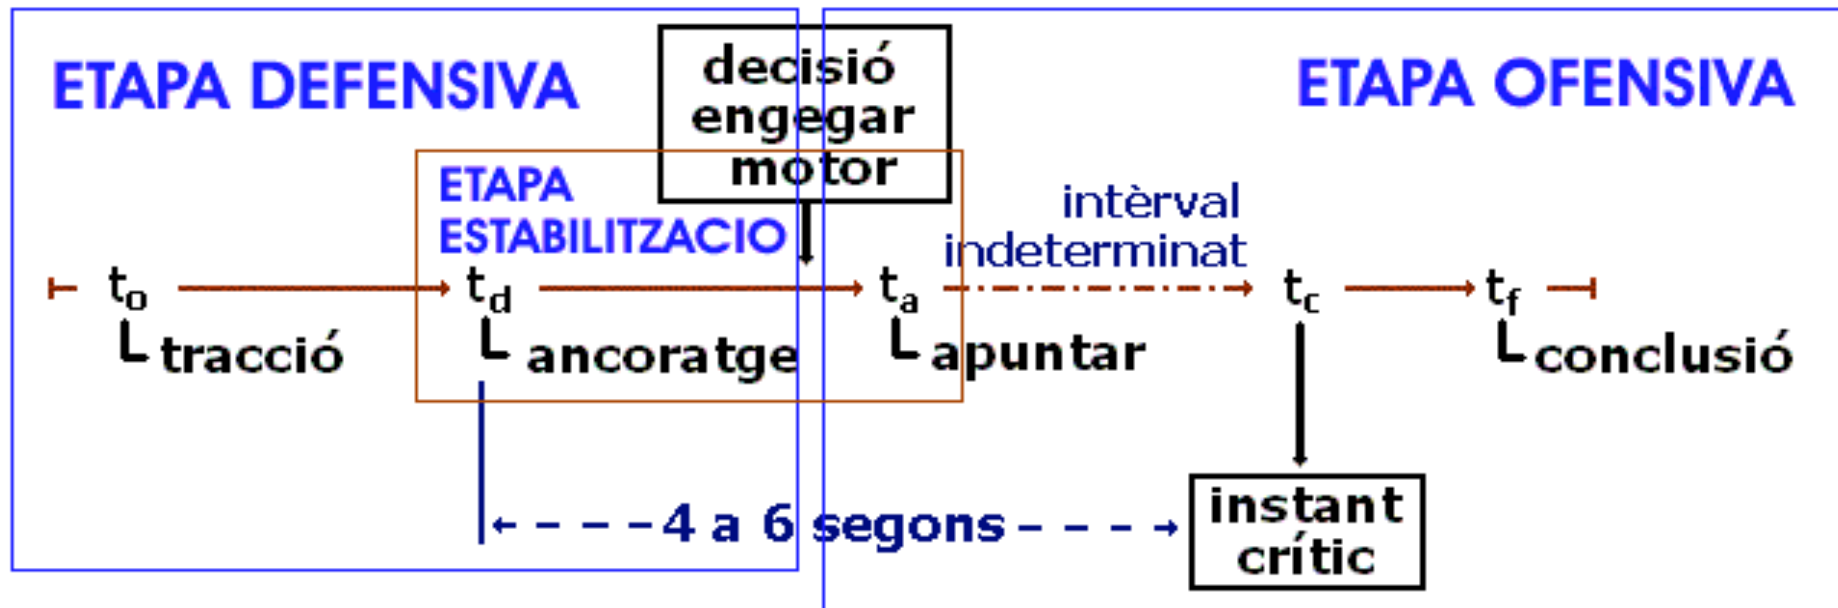 ETAPA DEFENSIVA
decisió
engegar
motor
ETAPA OFENSIVA
ETAPA
ESTABILITZACIO
intèrval
indeterminat
to
td
ta
tc
tf
tracció
ancoratge
apuntar
conclusió
4 a 6 segons
instant
crític